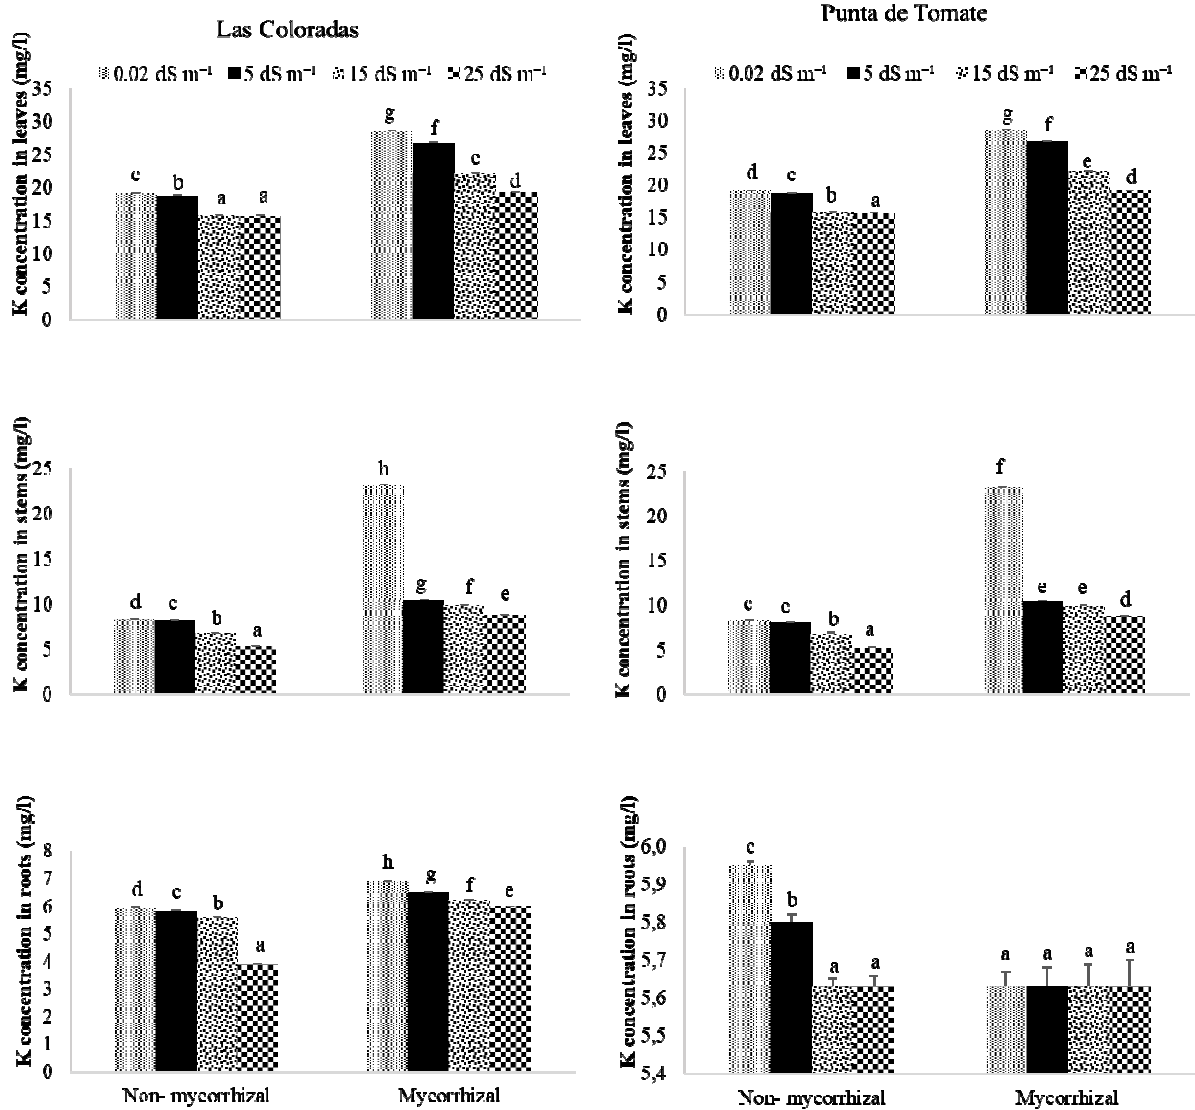 Las Coloradas
0.02 dS m⁻¹ 5 dS m⁻¹ 15 dS m⁻¹ 25 dS m⁻¹
K concentration in leaves (mg/l)
35
30
25
20
15
10
5
0
c b a a g f c d
Punta de Tomate
0.02 dS m⁻¹ 5 dS m⁻¹ 15 dS m⁻¹ 25 dS m⁻¹
K concentration in leaves (mg/l)
35
30
25
20
15
10
5
0
d c b a g f e d
K concentration in stems (mg/l)
25
20
15
10
5
0
d c b a h g f e
K concentration in stems (mg/l)
25
20
15
10
5
0
c c b a f e e d
K concentration in roots (mg/l)
8
7
6
5
4
3
2
1
0
d c b a h g f e
Non- mycorrhizal Mycorrhizal
K concentration in roots (mg/l)
6,0
5,9
5,8
5,7
5,6
5,5
5,4
c b a a a a a a
Non- mycorrhizal Mycorrhizal